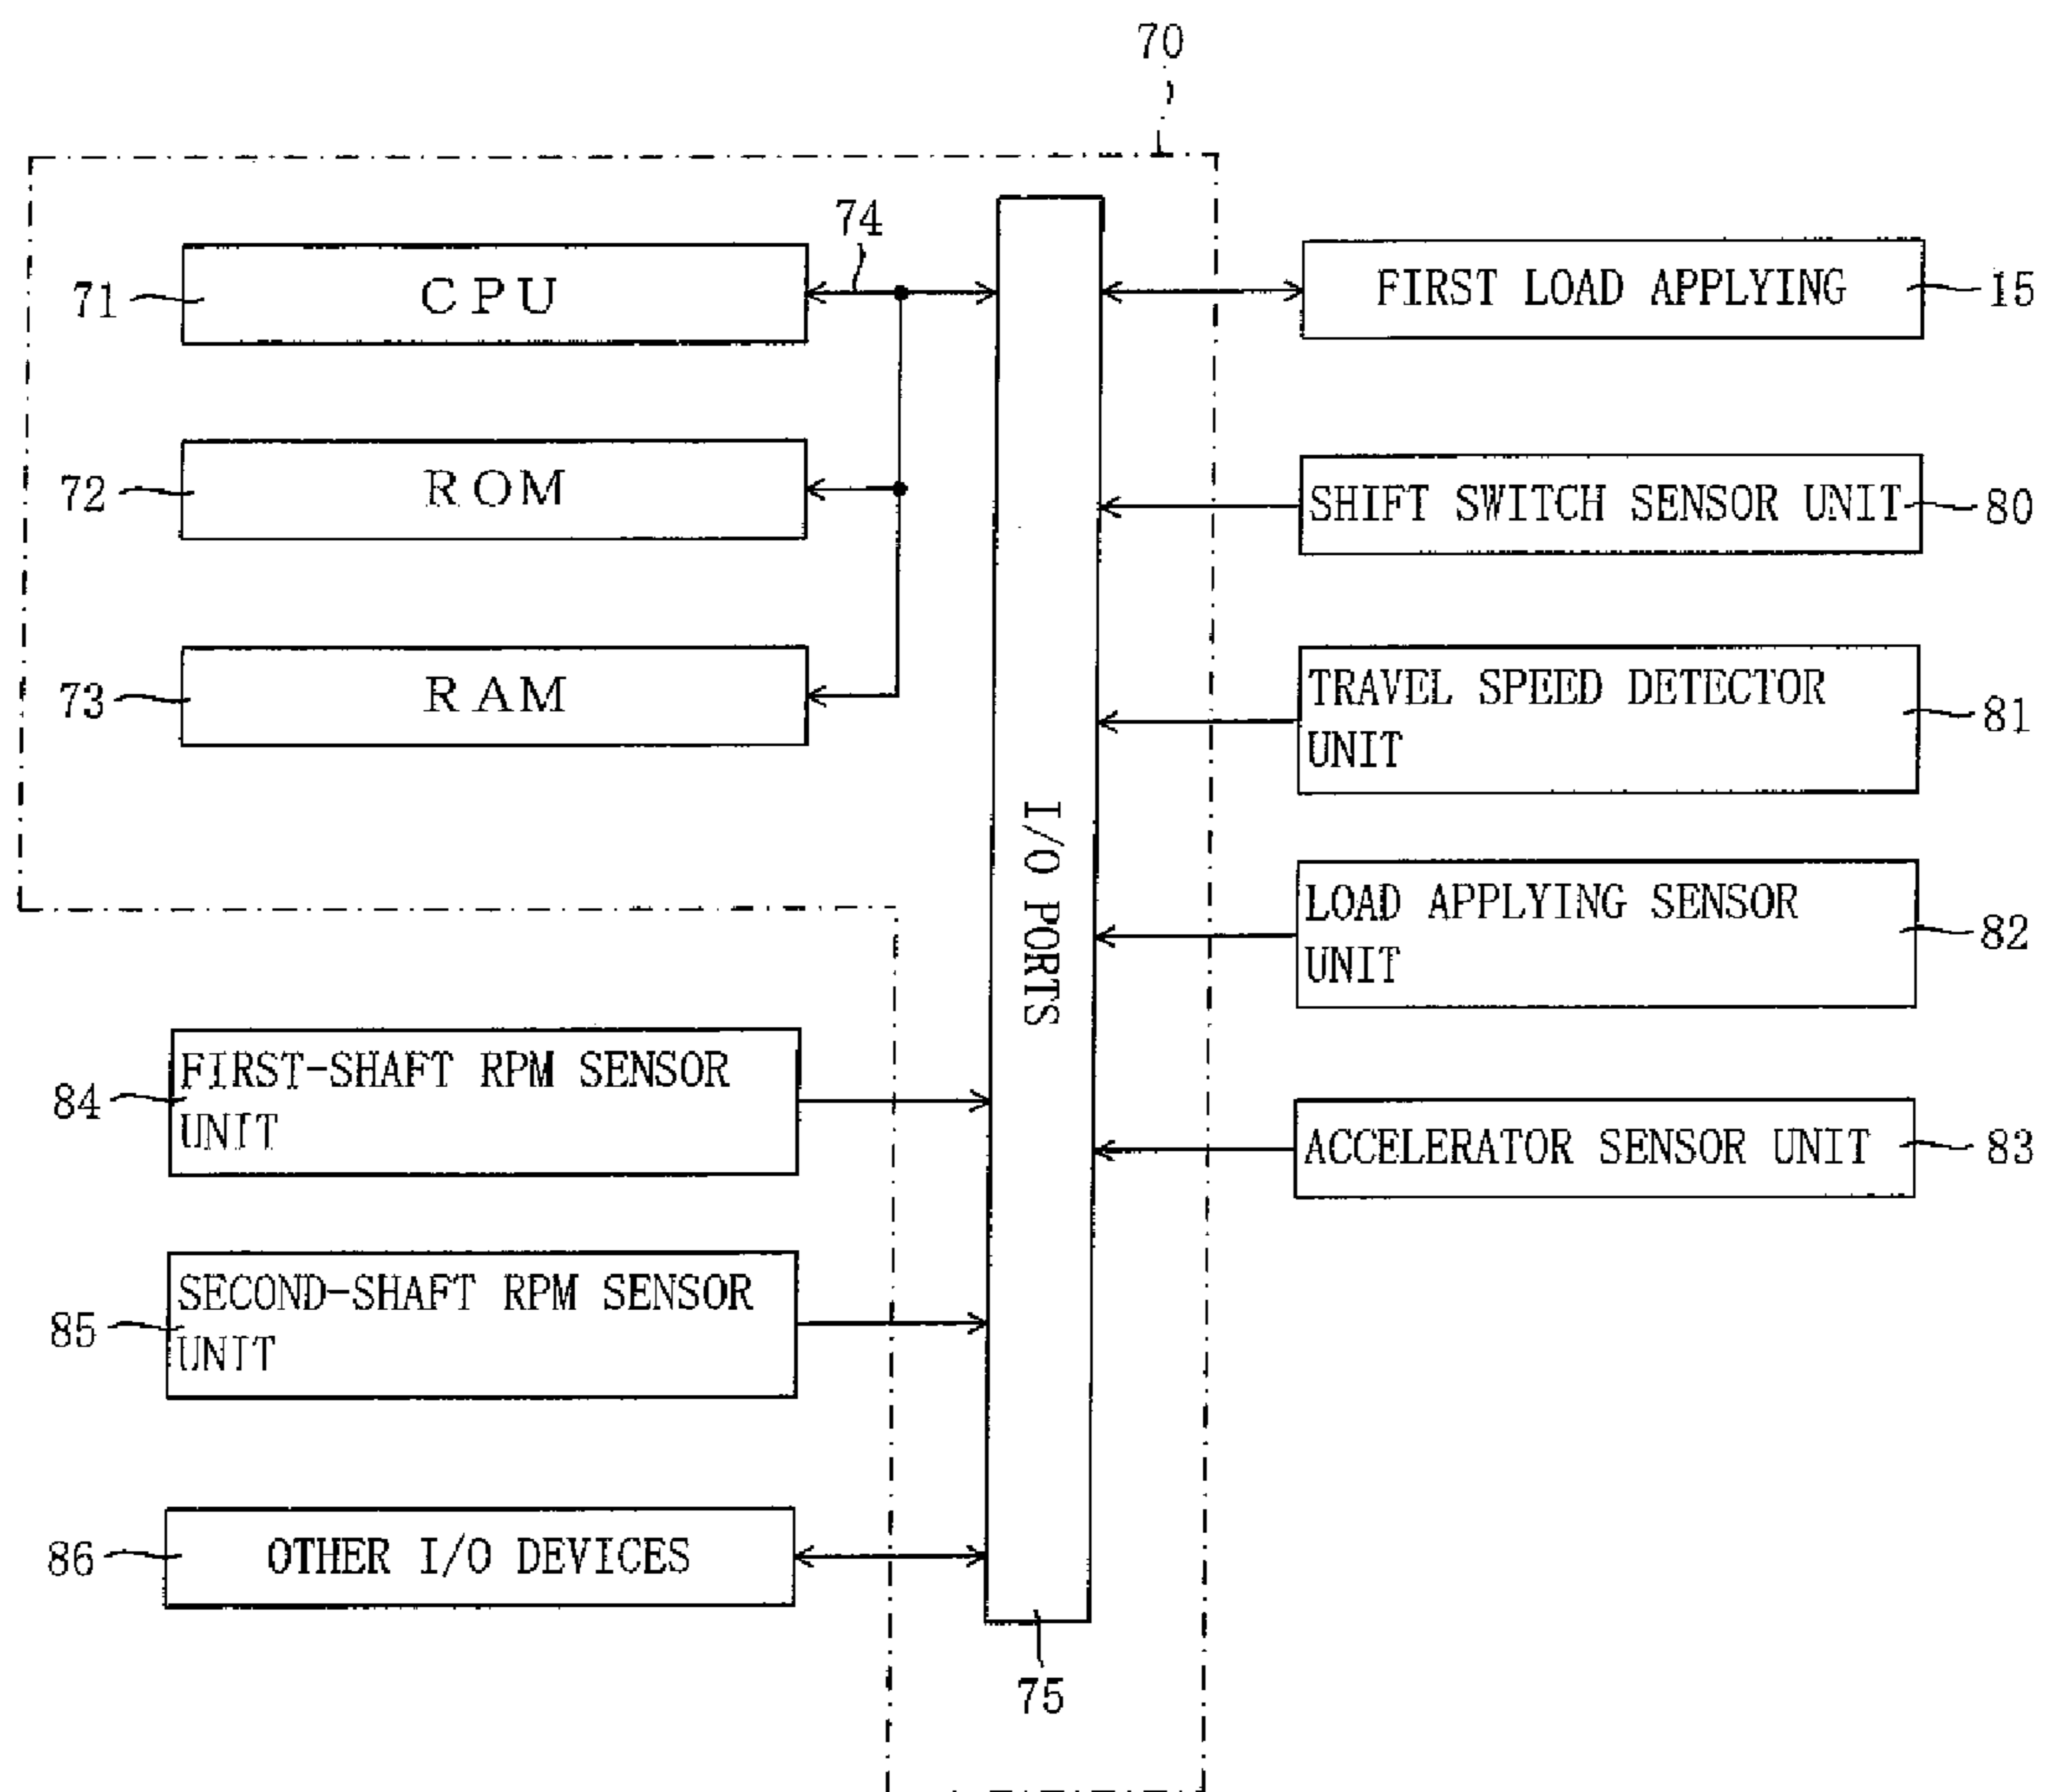 70
74
71
CPU
FIRST LOAD APPLYING
15
72
ROM
SHIFT SWITCH SENSOR UNIT
80
73
RAM
TRAVEL SPEED DETECTOR
UNIT
81
I/O PORTS
LOAD APPLYING SENSOR
UNIT
82
84
FIRST-SHAFT RPM SENSOR
UNIT
ACCELERATOR SENSOR UNIT
83
85
SECOND-SHAFT RPM SENSOR
UNIT
86
OTHER I/O DEVICES
75